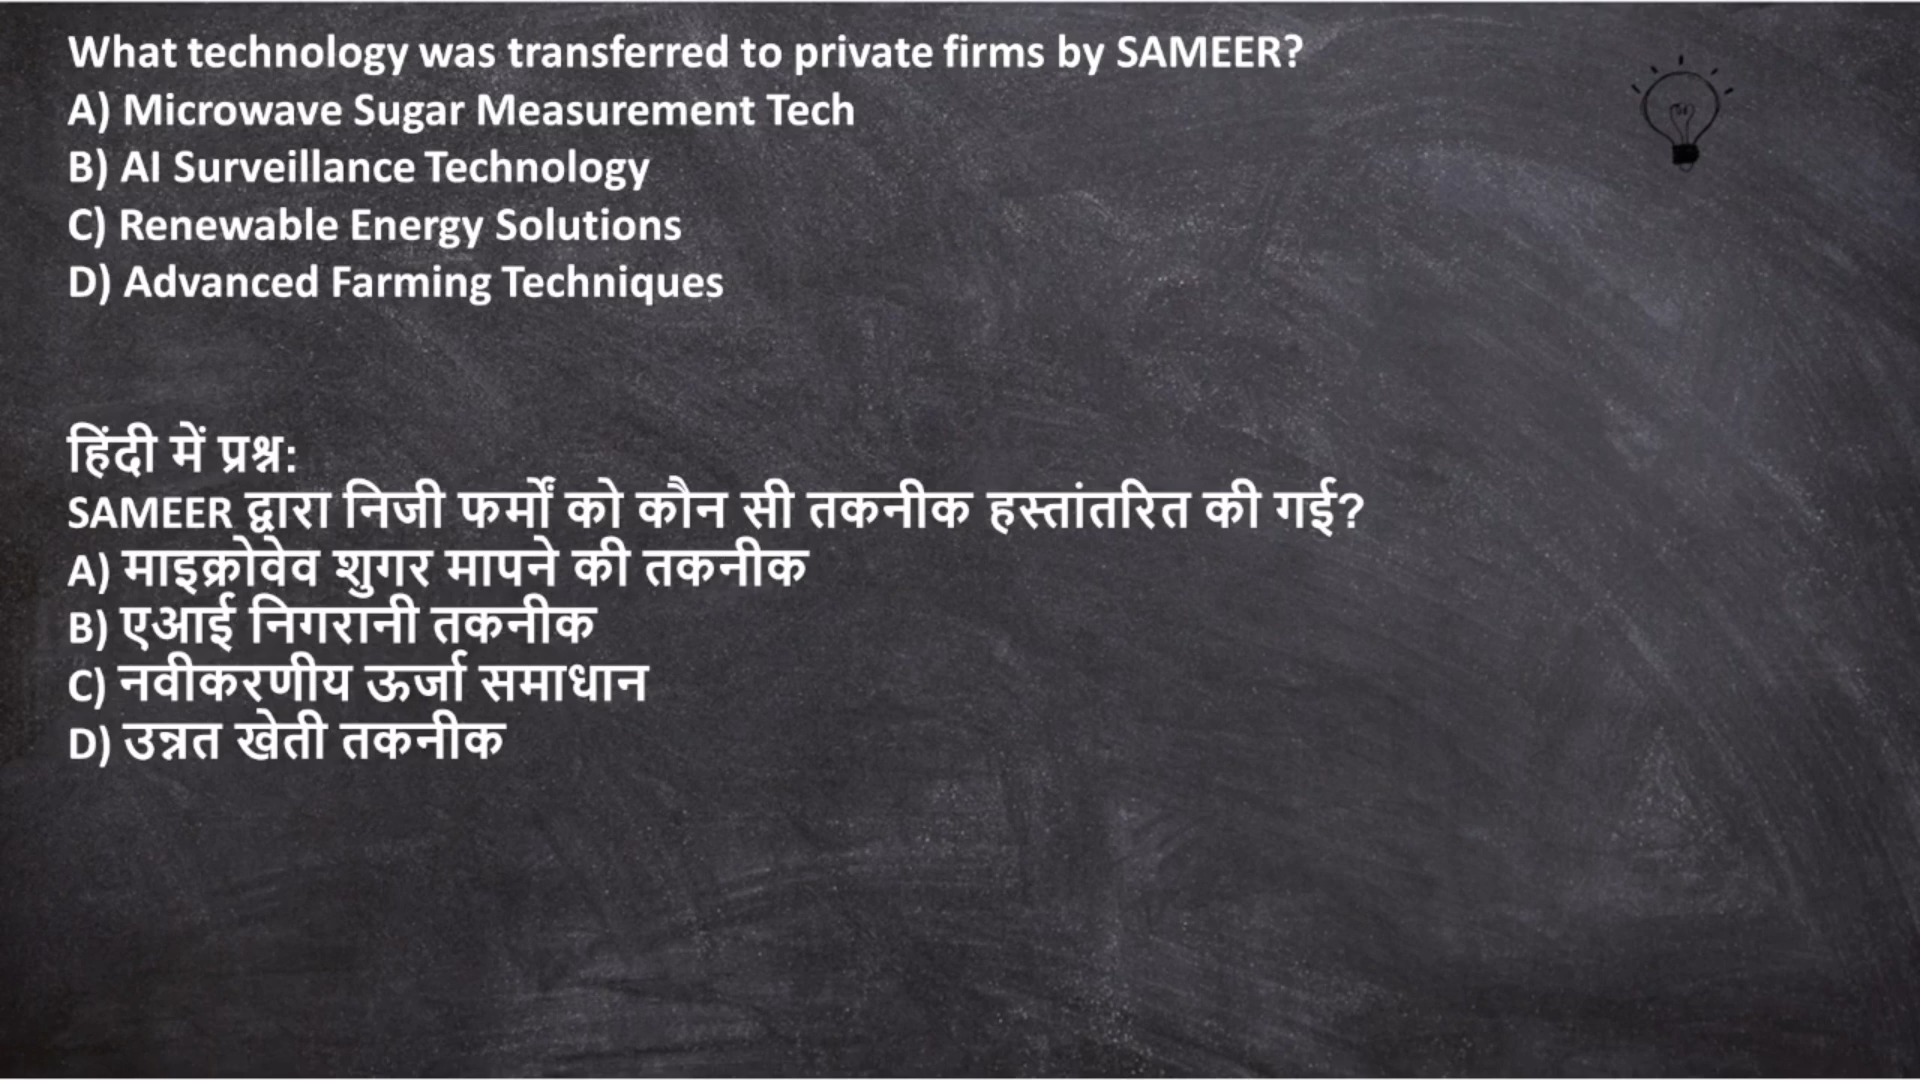 What technology was transferred to private firms by SAMEER?
A) Microwave Sugar Measurement Tech
B) AI Surveillance Technology
C) Renewable Energy Solutions
D) Advanced Farming Techniques
हिंदी में प्रश्न:
SAMEER द्वारा निजी फर्मों को कौन सी तकनीक हस्तांतरित की गई?
A) माइक्रोवेव शुगर मापने की तकनीक
B) एआई निगरानी तकनीक
C) नवीकरणीय ऊर्जा समाधान
D) उन्नत खेती तकनीक